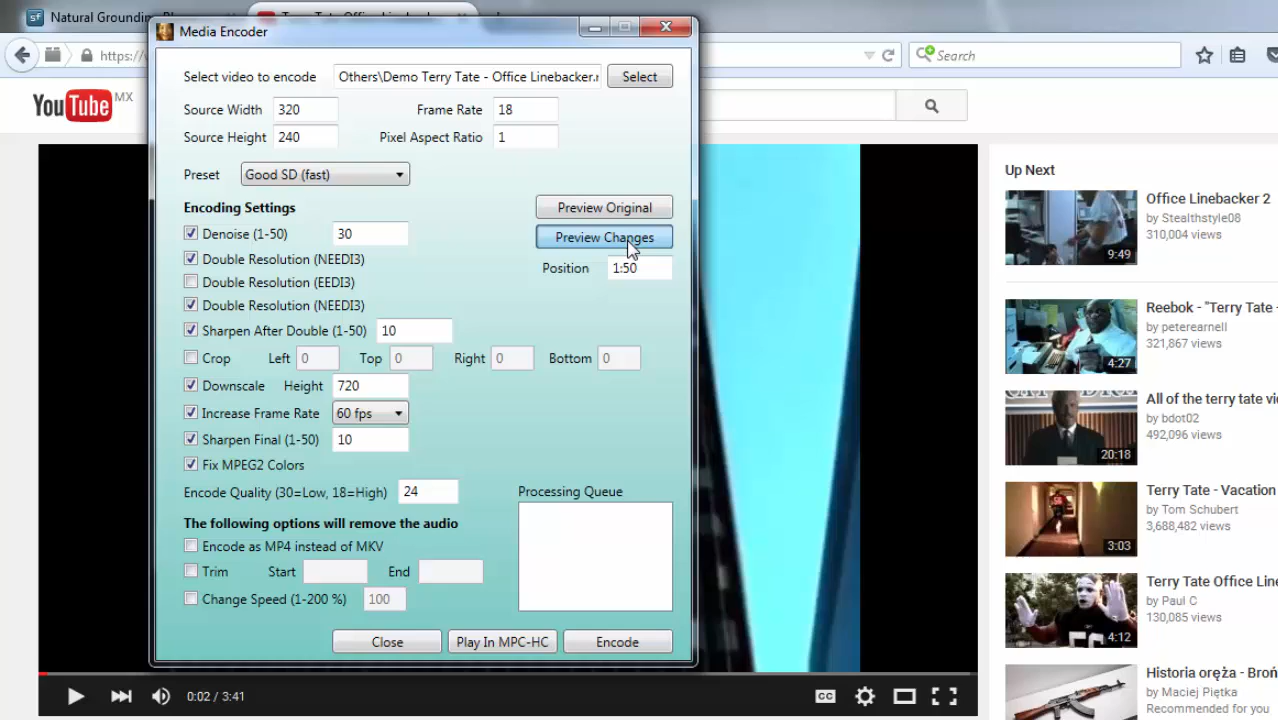 Natural Groundin
Terry Tate Office Linebacker
Media Encoder
https://
Search
YouTube MX
Select video to encode Others\Demo Terry Tate - Office Linebacker. Select
Source Width 320 Frame Rate 18
Source Height 240 Pixel Aspect Ratio 1
Preset Good SD (fast)
Encoding Settings
Preview Original
Denoise (1-50) 30
Preview Changes
Double Resolution (NEEDI3)
Position 1:50
Double Resolution (EEDI3)
Double Resolution (NEEDI3)
Sharpen After Double (1-50) 10
Crop Left 0 Top 0 Right 0 Bottom 0
Downscale Height 720
Increase Frame Rate 60 fps
Sharpen Final (1-50) 10
Fix MPEG2 Colors
Encode Quality (30=Low, 18=High) 24
Processing Queue
The following options will remove the audio
Encode as MP4 instead of MKV
Trim Start End
Change Speed (1-200 %) 100
Close Play In MPC-HC Encode
0:02 / 3:41
CC
Up Next
Office Linebacker 2
by Stealthstyle08
310,004 views
9:49
Reebok - "Terry Tate -
by peterearnell
321,867 views
4:27
All of the terry tate vi
by bdot02
492,096 views
20:18
Terry Tate - Vacation
by Tom Schubert
3,688,482 views
3:03
Terry Tate Office Line
by Paul C
130,085 views
4:12
Historia oręża - Broń
by Maciej Piętka
Recommended for you